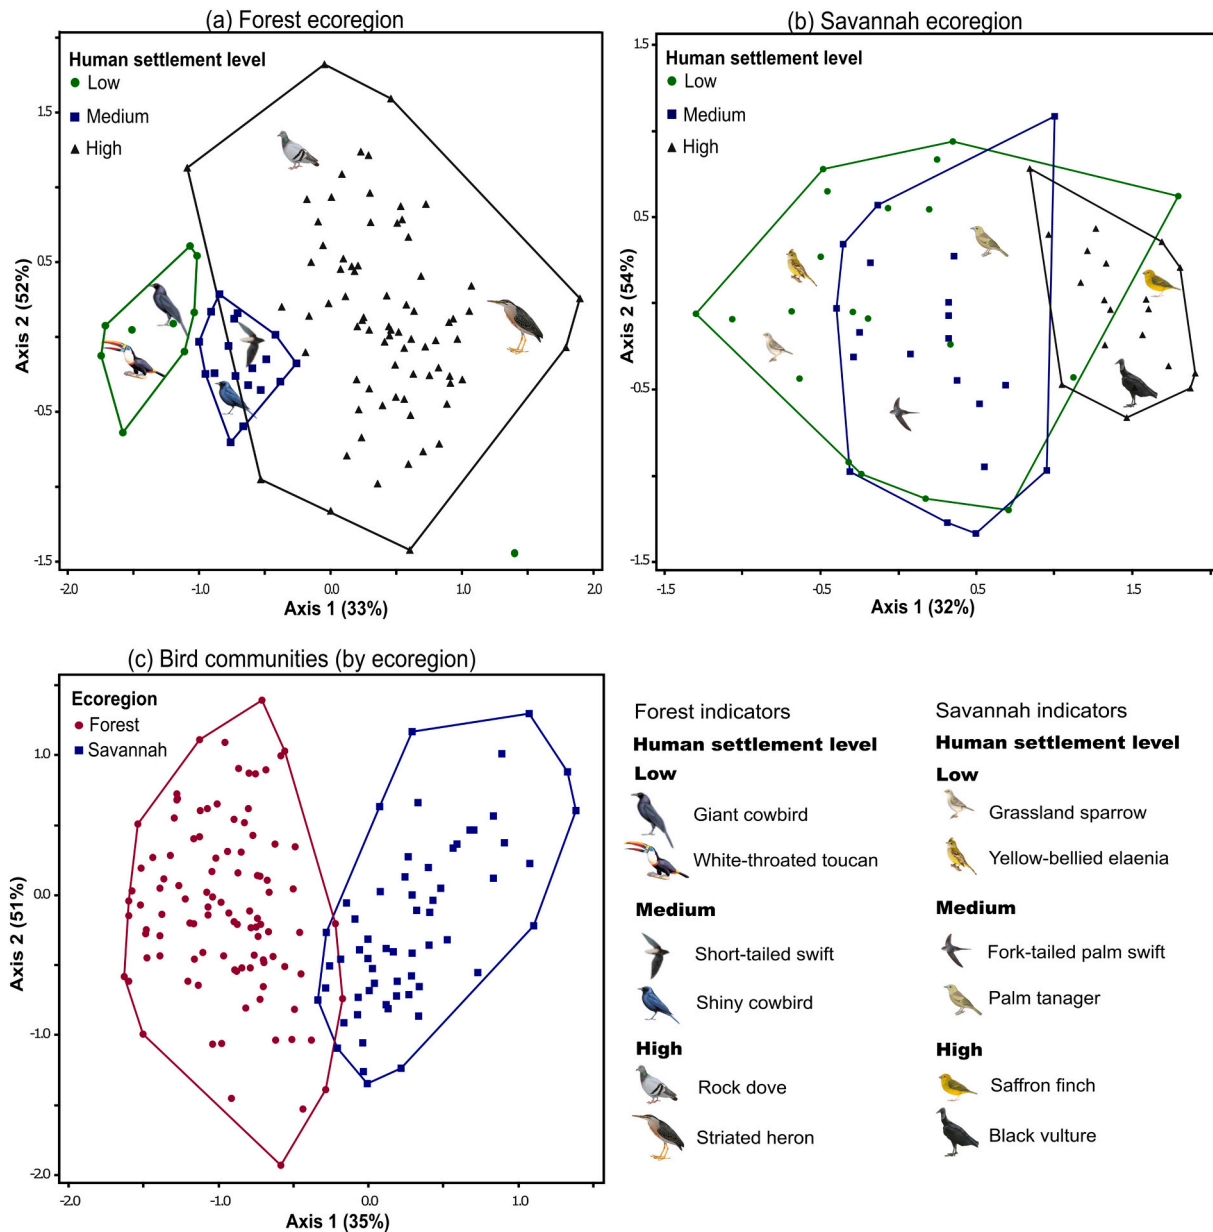 (a) Forest ecoregion
Human settlement level
Low
Medium
High
1.5
0.5
-0.5
-1.5
Axis 2 (52%)
-2.0
-1.0
0.0
1.0
2.0
Axis 1 (33%)
(b) Savannah ecoregion
Human settlement level
Low
Medium
High
1.5
0.5
-0.5
-1.5
Axis 2 (54%)
-1.5
-0.5
0.5
1.5
Axis 1 (32%)
(c) Bird communities (by ecoregion)
Ecoregion
Forest
Savannah
1.0
0.0
-1.0
-2.0
Axis 2 (51%)
-2.0
-1.0
0.0
1.0
Axis 1 (35%)
Forest indicators
Human settlement level
Low
Giant cowbird
White-throated toucan
Medium
Short-tailed swift
Shiny cowbird
High
Rock dove
Striated heron
Savannah indicators
Human settlement level
Low
Grassland sparrow
Yellow-bellied elaenia
Medium
Fork-tailed palm swift
Palm tanager
High
Saffron finch
Black vulture